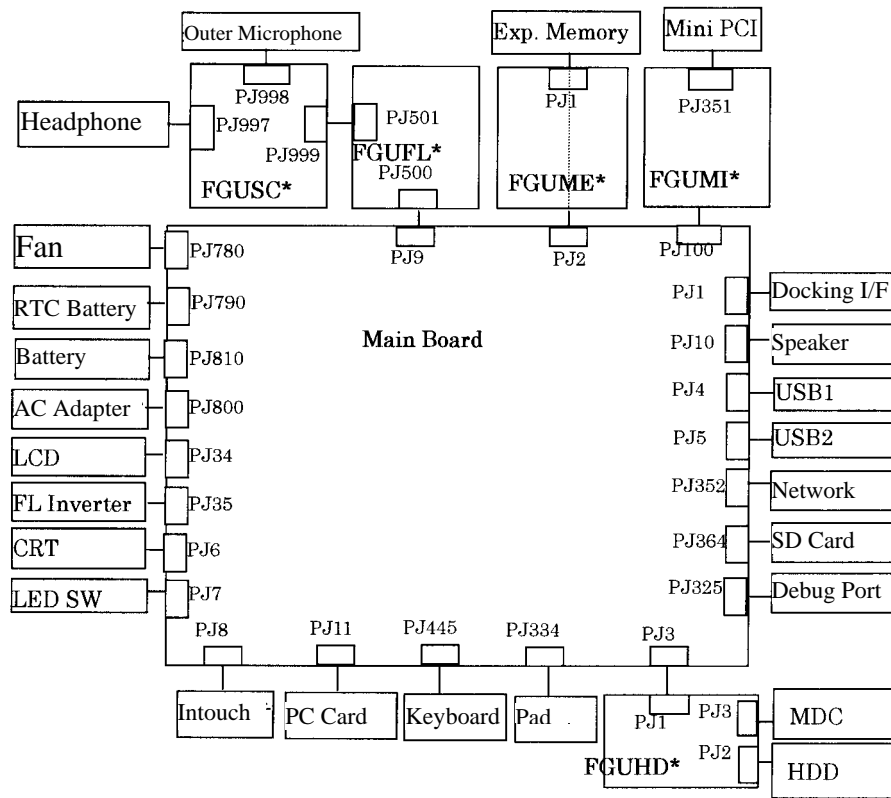 Outer Microphone
Exp. Memory
Mini PCI
PJ998
PJ1
PJ351
Headphone
PJ997
PJ999
PJ501
FGUFL*
PJ500
FGUSC*
FGUME*
FGUMI*
Fan
PJ780
PJ9
PJ2
PJ100
RTC Battery
PJ790
PJ1
Docking I/F
Main Board
Battery
PJ810
PJ10
Speaker
AC Adapter
PJ800
PJ4
USB1
LCD
PJ34
PJ5
USB2
FL Inverter
PJ35
PJ352
Network
CRT
PJ6
PJ364
SD Card
LED SW
PJ7
PJ325
Debug Port
PJ8
PJ11
PJ445
PJ334
PJ3
Intouch
PC Card
Keyboard
Pad
PJ1
PJ3
MDC
PJ2
FGUHD*
HDD